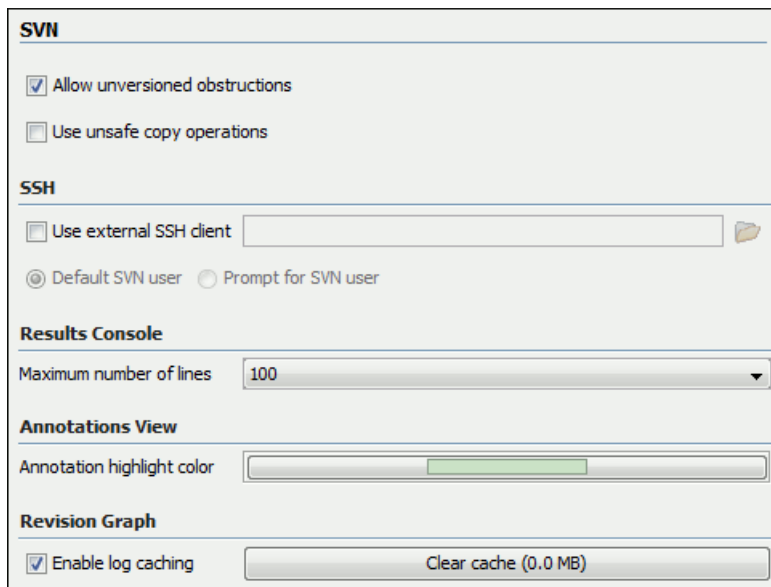 SVN
Allow unversioned obstructions
Use unsafe copy operations
SSH
Use external SSH client
Default SVN user Prompt for SVN user
Results Console
Maximum number of lines 100
Annotations View
Annotation highlight color
Revision Graph
Enable log caching Clear cache (0.0 MB)